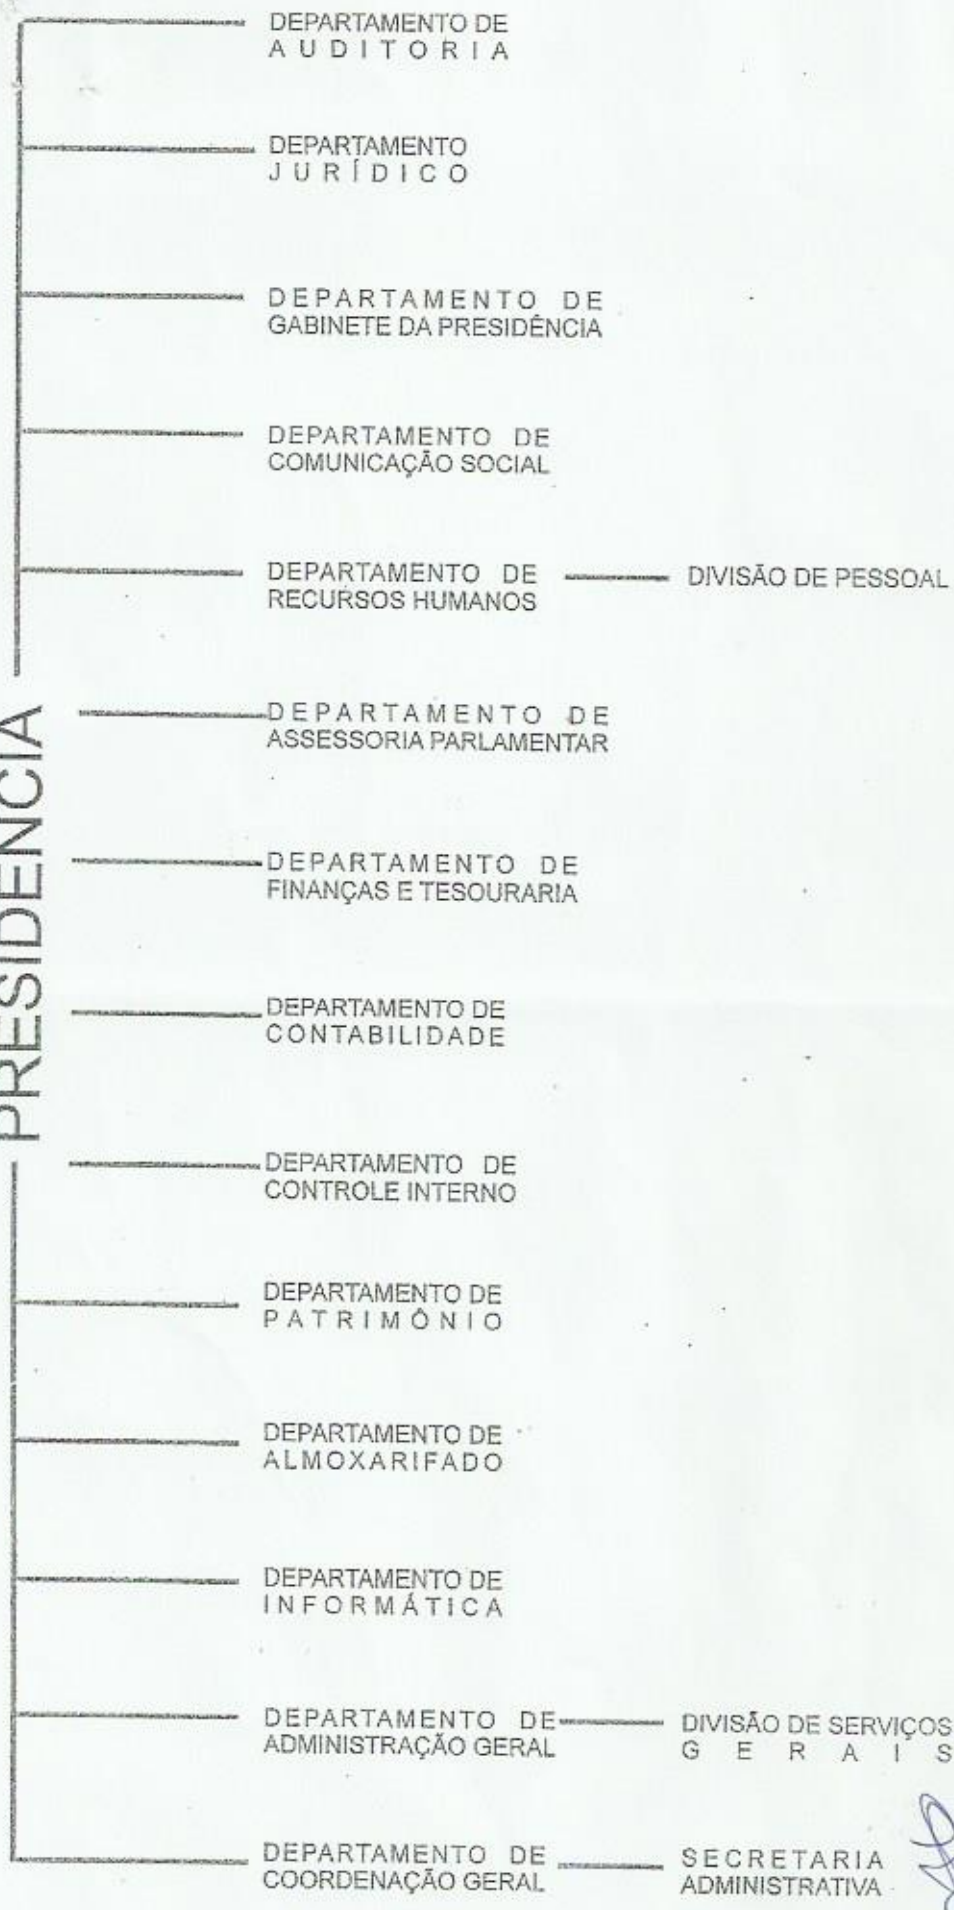 DEPARTAMENTO DE
AUDITORIA
DEPARTAMENTO
JURÍDICO
DEPARTAMENTO DE
GABINETE DA PRESIDÊNCIA
DEPARTAMENTO DE
COMUNICAÇÃO SOCIAL
DEPARTAMENTO DE
RECURSOS HUMANOS
DIVISÃO DE PESSOAL
PRESIDENCIA
DEPARTAMENTO DE
ASSESSORIA PARLAMENTAR
DEPARTAMENTO DE
FINANÇAS E TESOURARIA
DEPARTAMENTO DE
CONTABILIDADE
DEPARTAMENTO DE
CONTROLE INTERNO
DEPARTAMENTO DE
PATRIMÔNIO
DEPARTAMENTO DE
ALMOXARIFADO
DEPARTAMENTO DE
INFORMÁTICA
DEPARTAMENTO DE
ADMINISTRAÇÃO GERAL
DIVISÃO DE SERVIÇOS
GERAIS
DEPARTAMENTO DE
COORDENAÇÃO GERAL
SECRETARIA
ADMINISTRATIVA